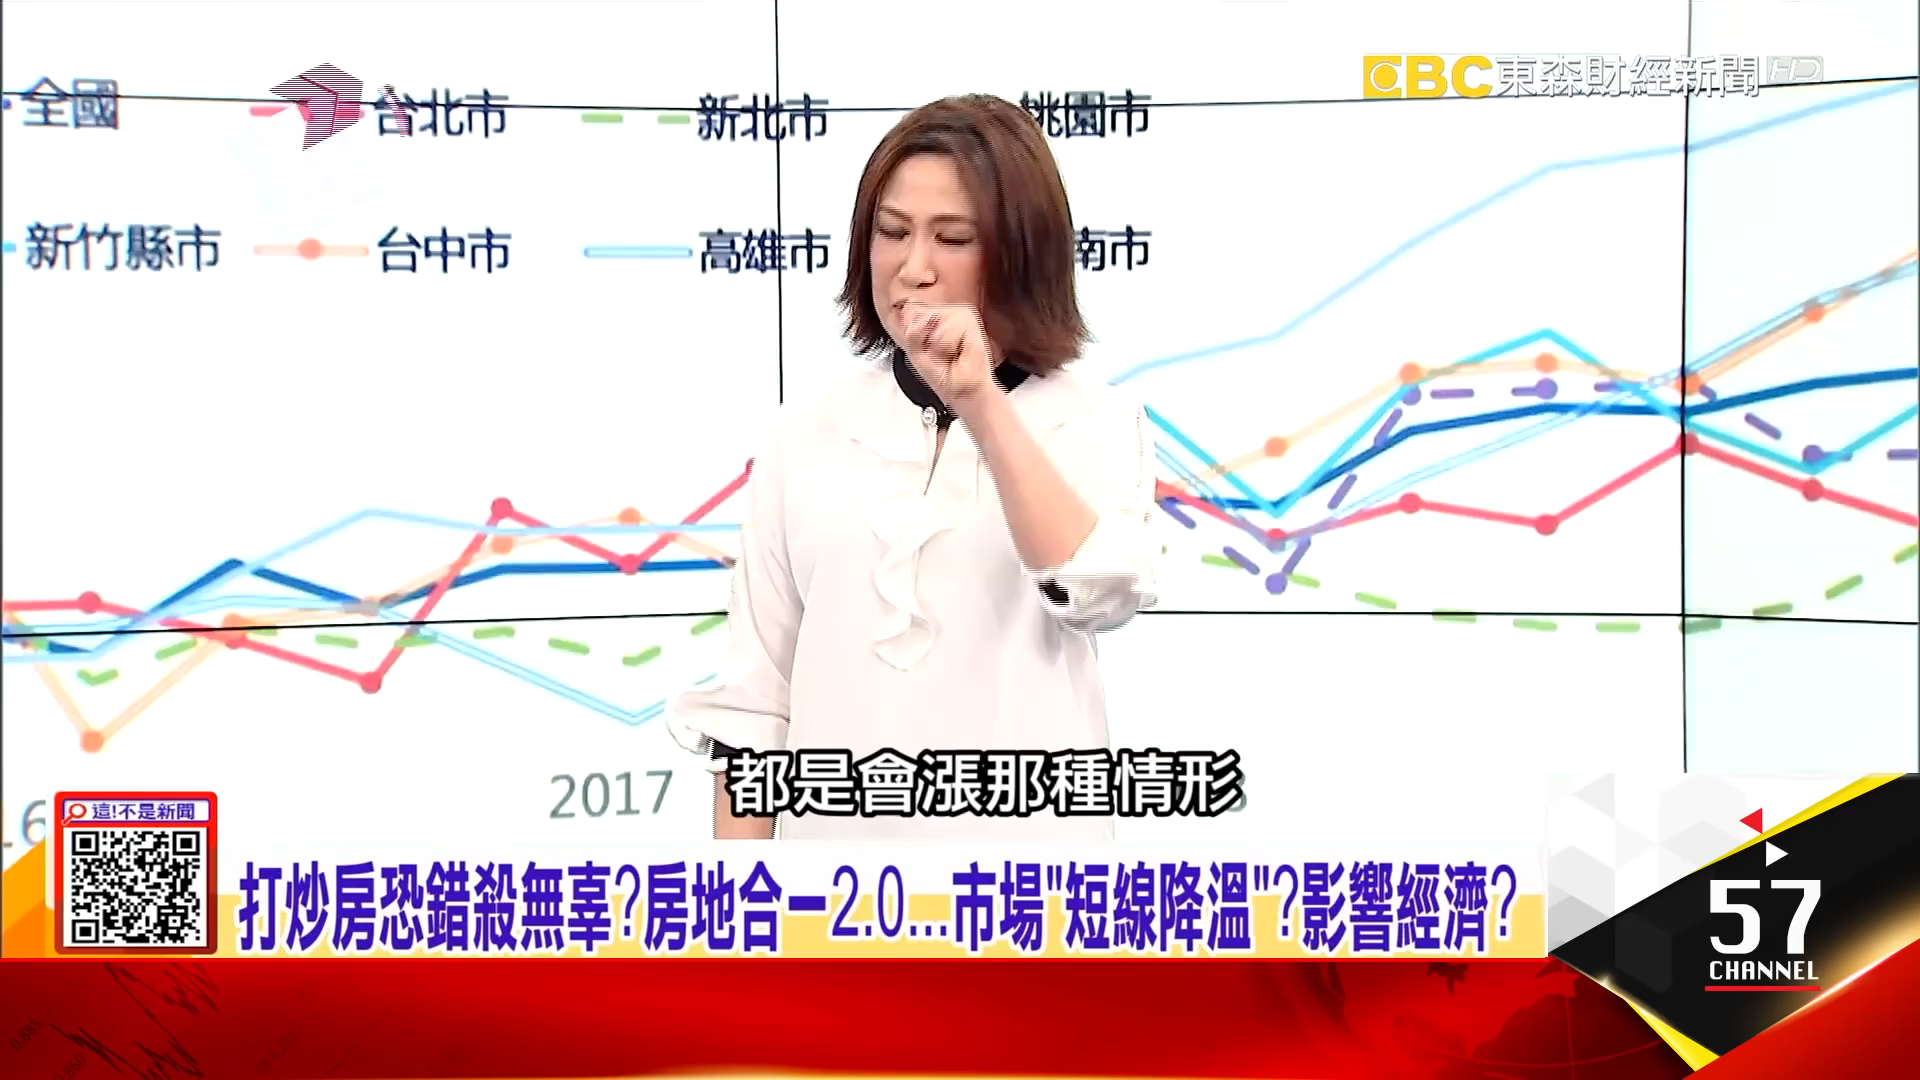 EBC 東森財經新聞 HD
全國 台北市 新北市 桃園市
新竹縣市 台中市 高雄市 南市
2017
都是會漲那種情形
這!不是新聞
打炒房恐錯殺無辜?房地合一2.0...市場"短線降溫"?影響經濟?
57
CHANNEL